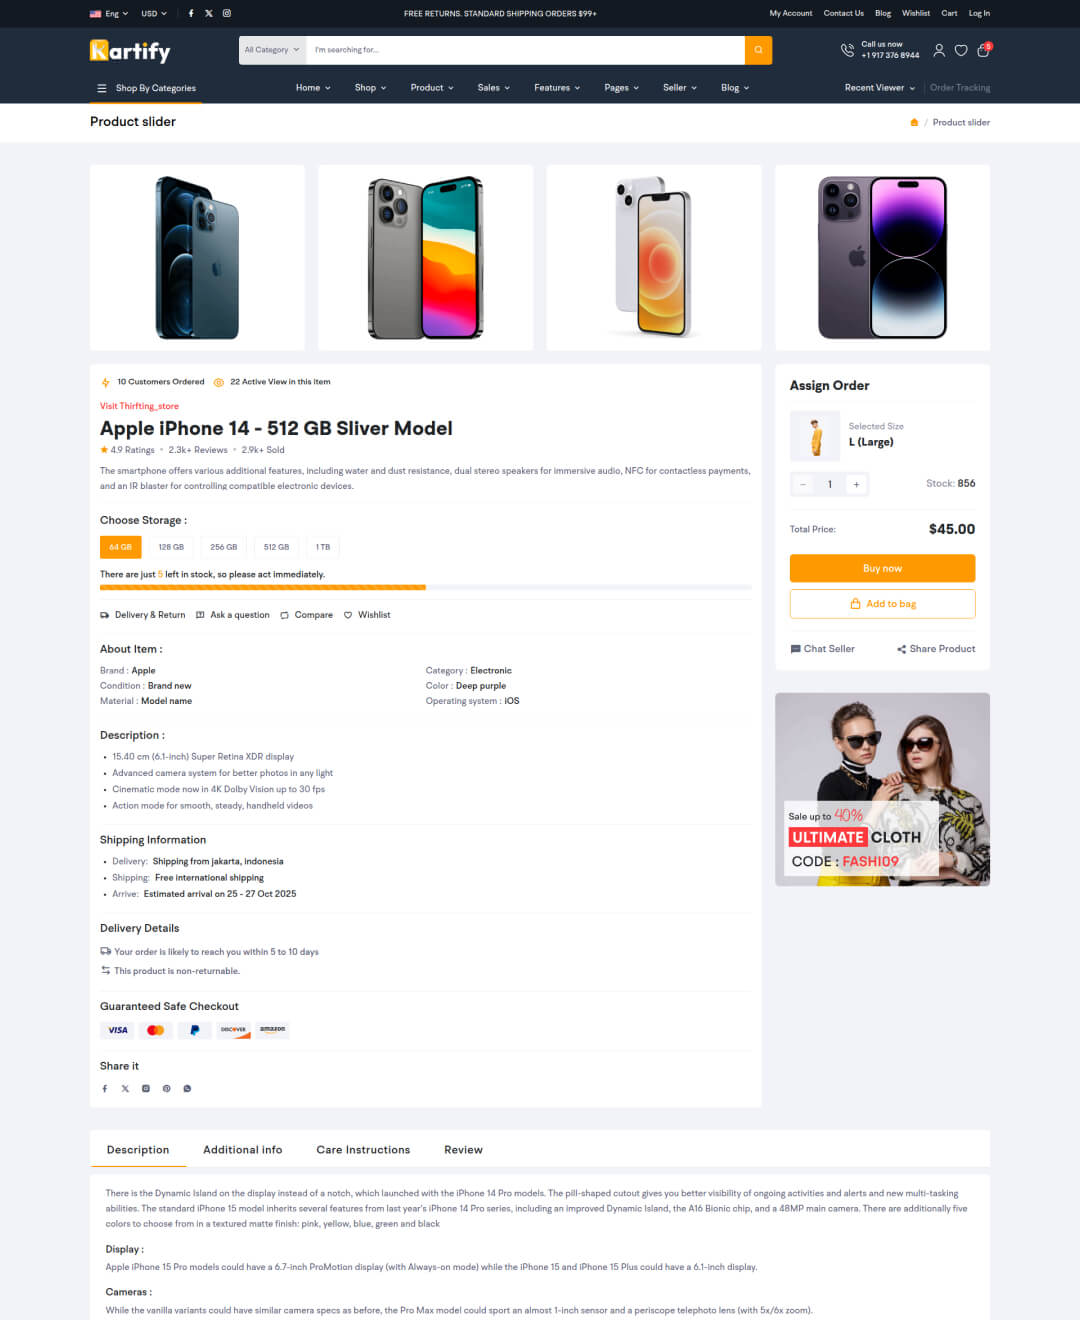 Eng USD FREE RETURNS. STANDARD SHIPPING ORDERS $99+ My Account Contact Us Blog Wishlist Cart Log In
Kartify All Category I'm searching for... Call us now
+1 917 376 8944 5
Shop By Categories Home Shop Product Sales Features Pages Seller Blog Recent Viewer Order Tracking
Product slider / Product slider
10 Customers Ordered 22 Active View in this item
Visit Thirfting_store
Apple iPhone 14 - 512 GB Sliver Model
4.9 Ratings • 2.3k+ Reviews • 2.9k+ Sold
The smartphone offers various additional features, including water and dust resistance, dual stereo speakers for immersive audio, NFC for contactless payments,
and an IR blaster for controlling compatible electronic devices.
Choose Storage :
64 GB 128 GB 256 GB 512 GB 1 TB
There are just 5 left in stock, so please act immediately.
Delivery & Return Ask a question Compare Wishlist
About Item :
Brand : Apple Category : Electronic
Condition : Brand new Color : Deep purple
Material : Model name Operating system : iOS
Description :
• 15.40 cm (6.1-inch) Super Retina XDR display
• Advanced camera system for better photos in any light
• Cinematic mode now in 4K Dolby Vision up to 30 fps
• Action mode for smooth, steady, handheld videos
Shipping Information
• Delivery: Shipping from jakarta, indonesia
• Shipping: Free international shipping
• Arrive: Estimated arrival on 25 - 27 Oct 2025
Delivery Details
Your order is likely to reach you within 5 to 10 days
This product is non-returnable.
Guaranteed Safe Checkout
VISA DISCOVER amazon
Share it
Assign Order
Selected Size
L (Large)
− 1 + Stock: 856
Total Price: $45.00
Buy now
Add to bag
Chat Seller Share Product
Sale up to 40%
ULTIMATE CLOTH
CODE : FASHI09
Description Additional info Care Instructions Review
There is the Dynamic Island on the display instead of a notch, which launched with the iPhone 14 Pro models. The pill-shaped cutout gives you better visibility of ongoing activities and alerts and new multi-tasking
abilities. The standard iPhone 15 model inherits several features from last year's iPhone 14 Pro series, including an improved Dynamic Island, the A16 Bionic chip, and a 48MP main camera. There are additionally five
colors to choose from in a textured matte finish: pink, yellow, blue, green and black
Display :
Apple iPhone 15 Pro models could have a 6.7-inch ProMotion display (with Always-on mode) while the iPhone 15 and iPhone 15 Plus could have a 6.1-inch display.
Cameras :
While the vanilla variants could have similar camera specs as before, the Pro Max model could sport an almost 1-inch sensor and a periscope telephoto lens (with 5x/6x zoom).